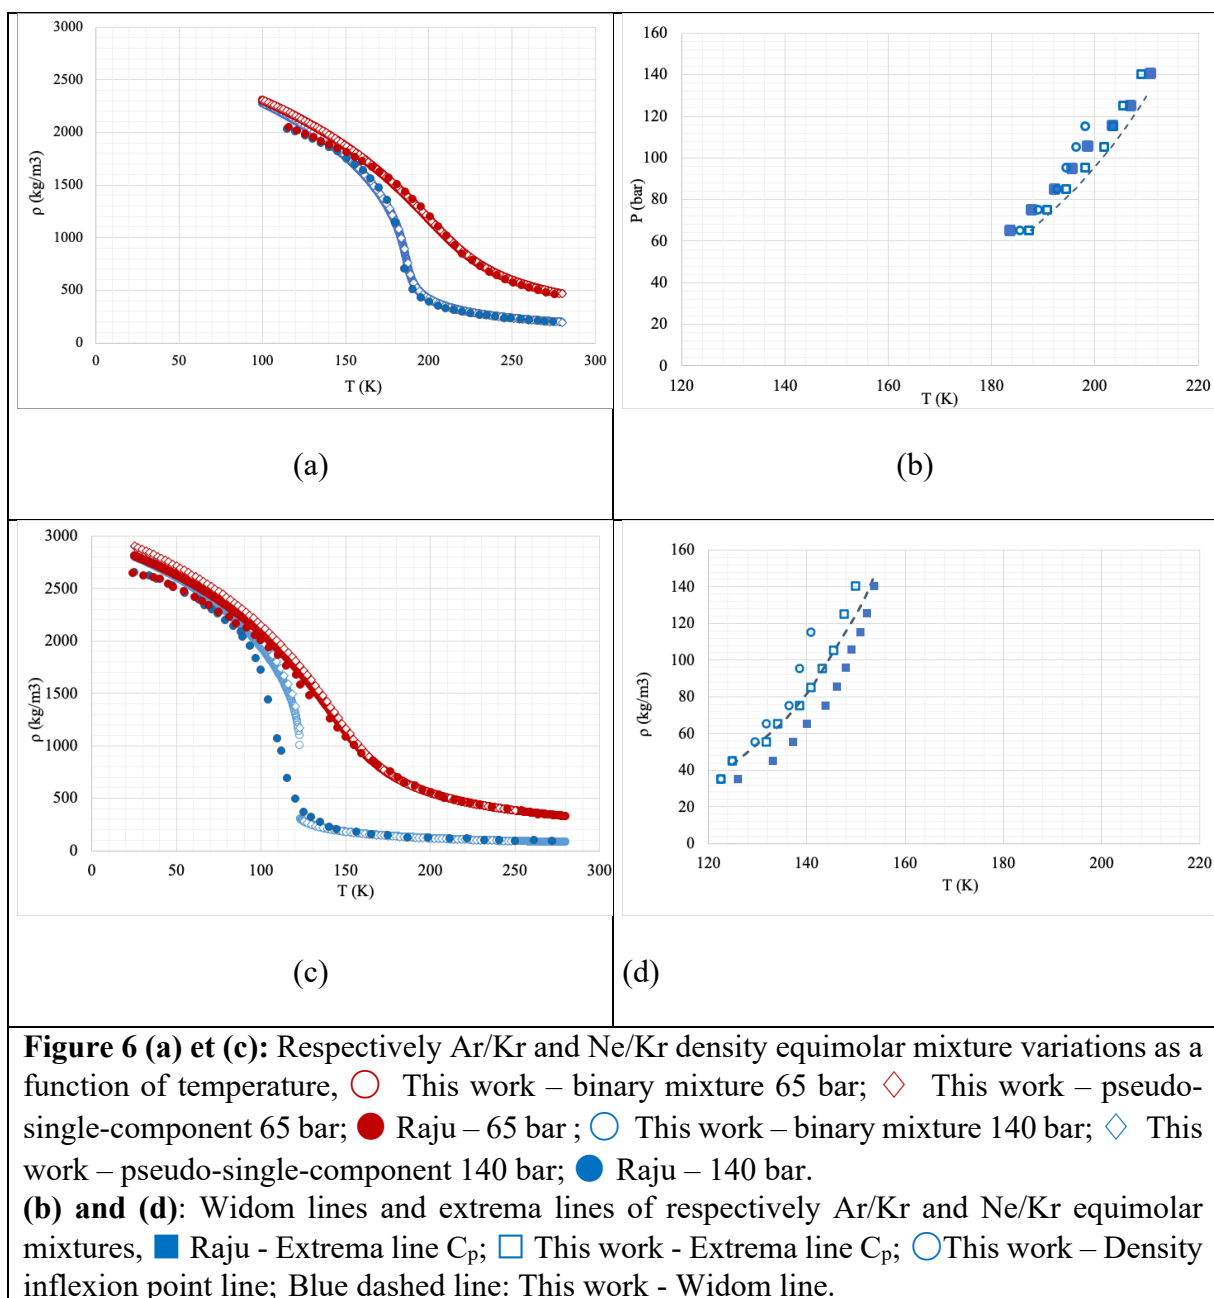 3000
2500
2000
1500
1000
500
0
ρ (kg/m3)
0 50 100 150 200 250 300
T (K)
(a)
160
140
120
100
80
60
40
20
0
P (bar)
120 140 160 180 200 220
T (K)
(b)
3000
2500
2000
1500
1000
500
0
ρ (kg/m3)
0 50 100 150 200 250 300
T (K)
(c)
160
140
120
100
80
60
40
20
0
ρ (kg/m3)
120 140 160 180 200 220
T (K)
(d)
Figure 6 (a) et (c): Respectively Ar/Kr and Ne/Kr density equimolar mixture variations as a
function of temperature, ○ This work – binary mixture 65 bar; ◇ This work – pseudo-
single-component 65 bar; ● Raju – 65 bar ; ○ This work – binary mixture 140 bar; ◇ This
work – pseudo-single-component 140 bar; ● Raju – 140 bar.
(b) and (d): Widom lines and extrema lines of respectively Ar/Kr and Ne/Kr equimolar
mixtures, ■ Raju - Extrema line Cp; □ This work - Extrema line Cp; ○This work – Density
inflexion point line; Blue dashed line: This work - Widom line.